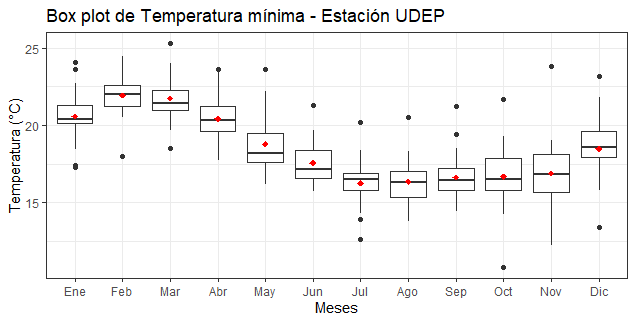 Box plot de Temperatura mínima - Estación UDEP
Temperatura (°C)
25
20
15
Ene Feb Mar Abr May Jun Jul Ago Sep Oct Nov Dic
Meses